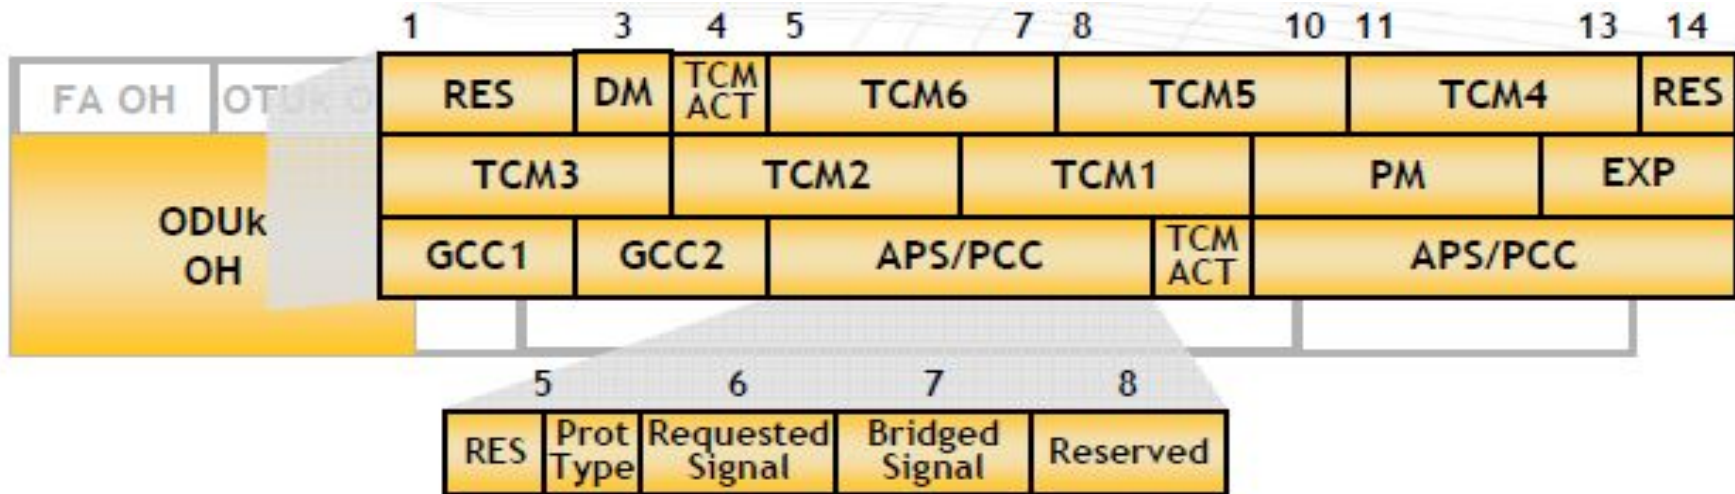 1 3 4 5 7 8 10 11 13 14
FA OH OTUk O RES DM TCM ACT TCM6 TCM5 TCM4 RES
TCM3 TCM2 TCM1 PM EXP
ODUk
OH
GCC1 GCC2 APS/PCC TCM ACT APS/PCC
5 6 7 8
RES Prot Type Requested Signal Bridged Signal Reserved